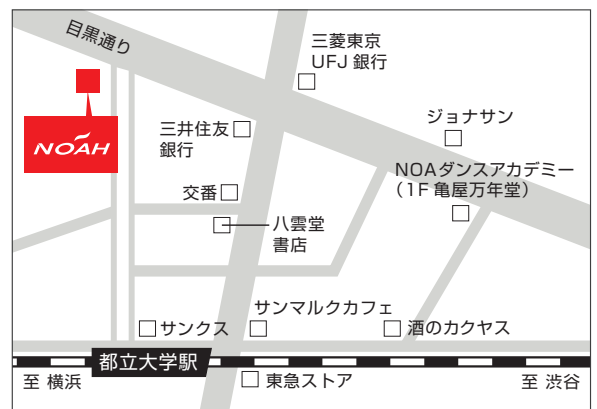 目黒通り
三菱東京
UFJ 銀行
ジョナサン
三井住友
銀行
NOAH
NOAダンスアカデミー
（1F 亀屋万年堂）
交番
八雲堂
書店
サンマルクカフェ
サンクス
酒のカクヤス
都立大学駅
至 横浜
東急ストア
至 渋谷